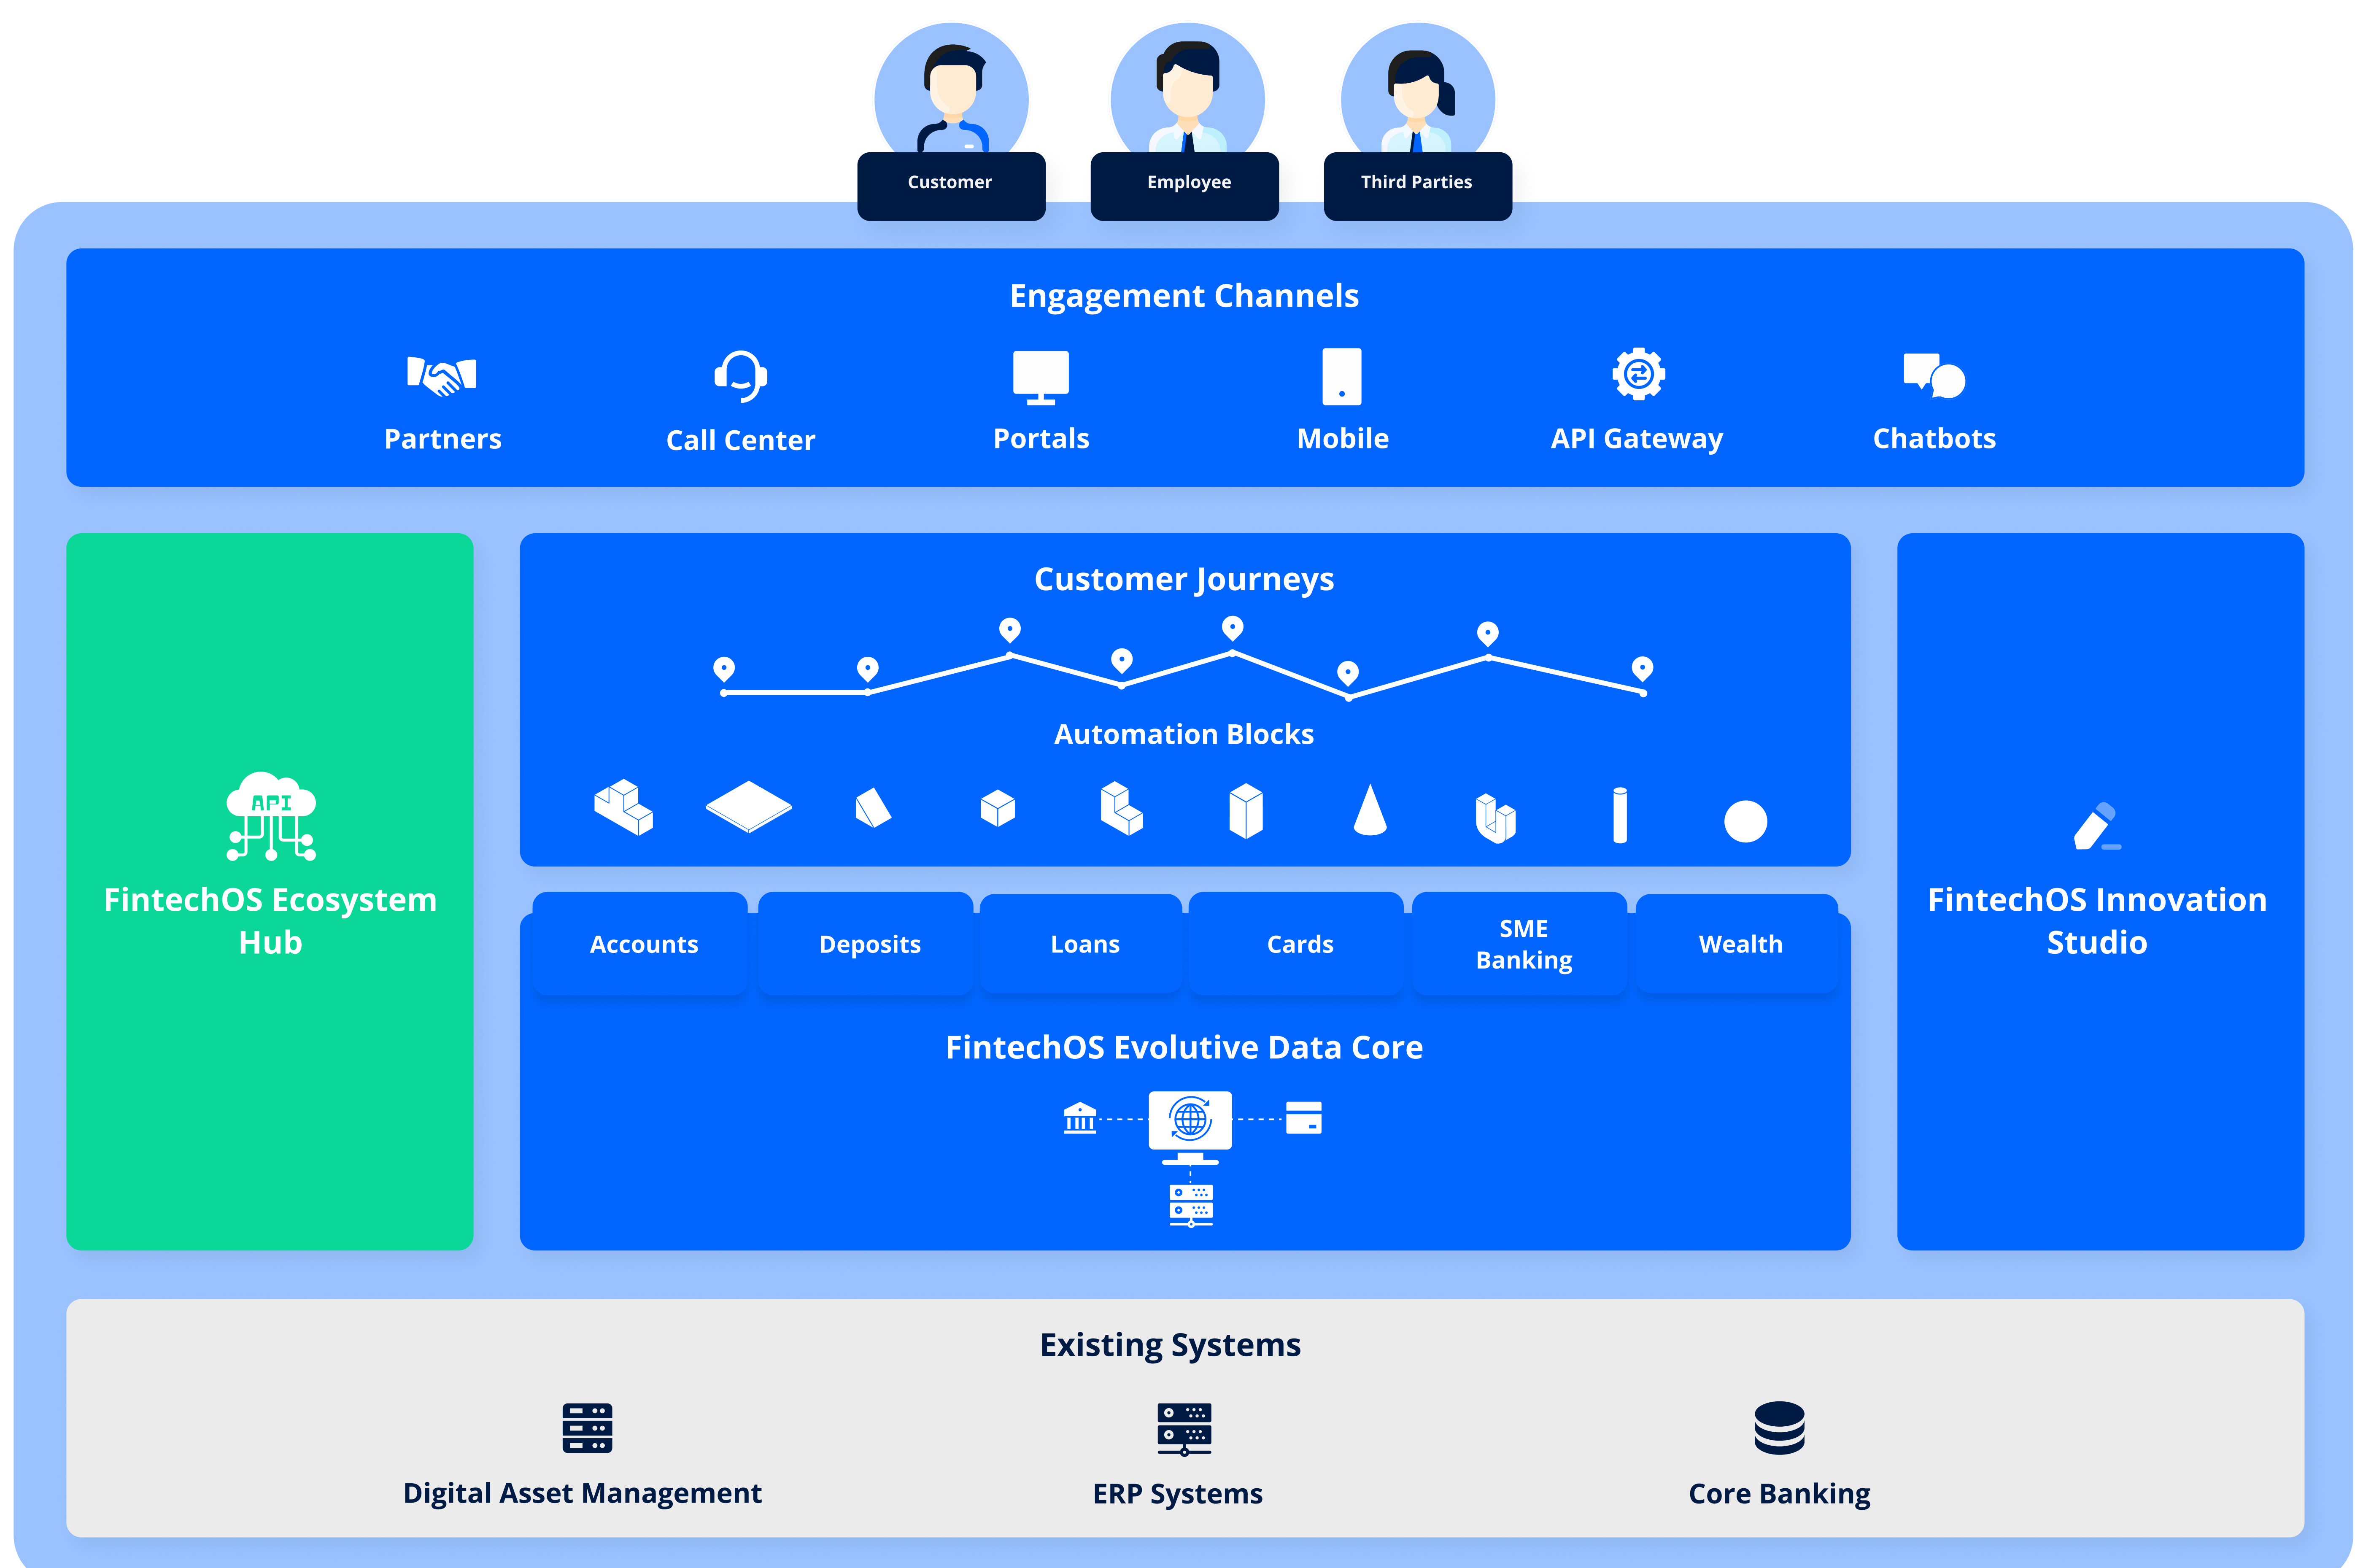 Customer
Employee
Third Parties
Engagement Channels
Partners
Call Center
Portals
Mobile
API Gateway
Chatbots
API
FintechOS Ecosystem
Hub
Customer Journeys
Automation Blocks
Accounts
Deposits
Loans
Cards
SME
Banking
Wealth
FintechOS Evolutive Data Core
FintechOS Innovation
Studio
Existing Systems
Digital Asset Management
ERP Systems
Core Banking